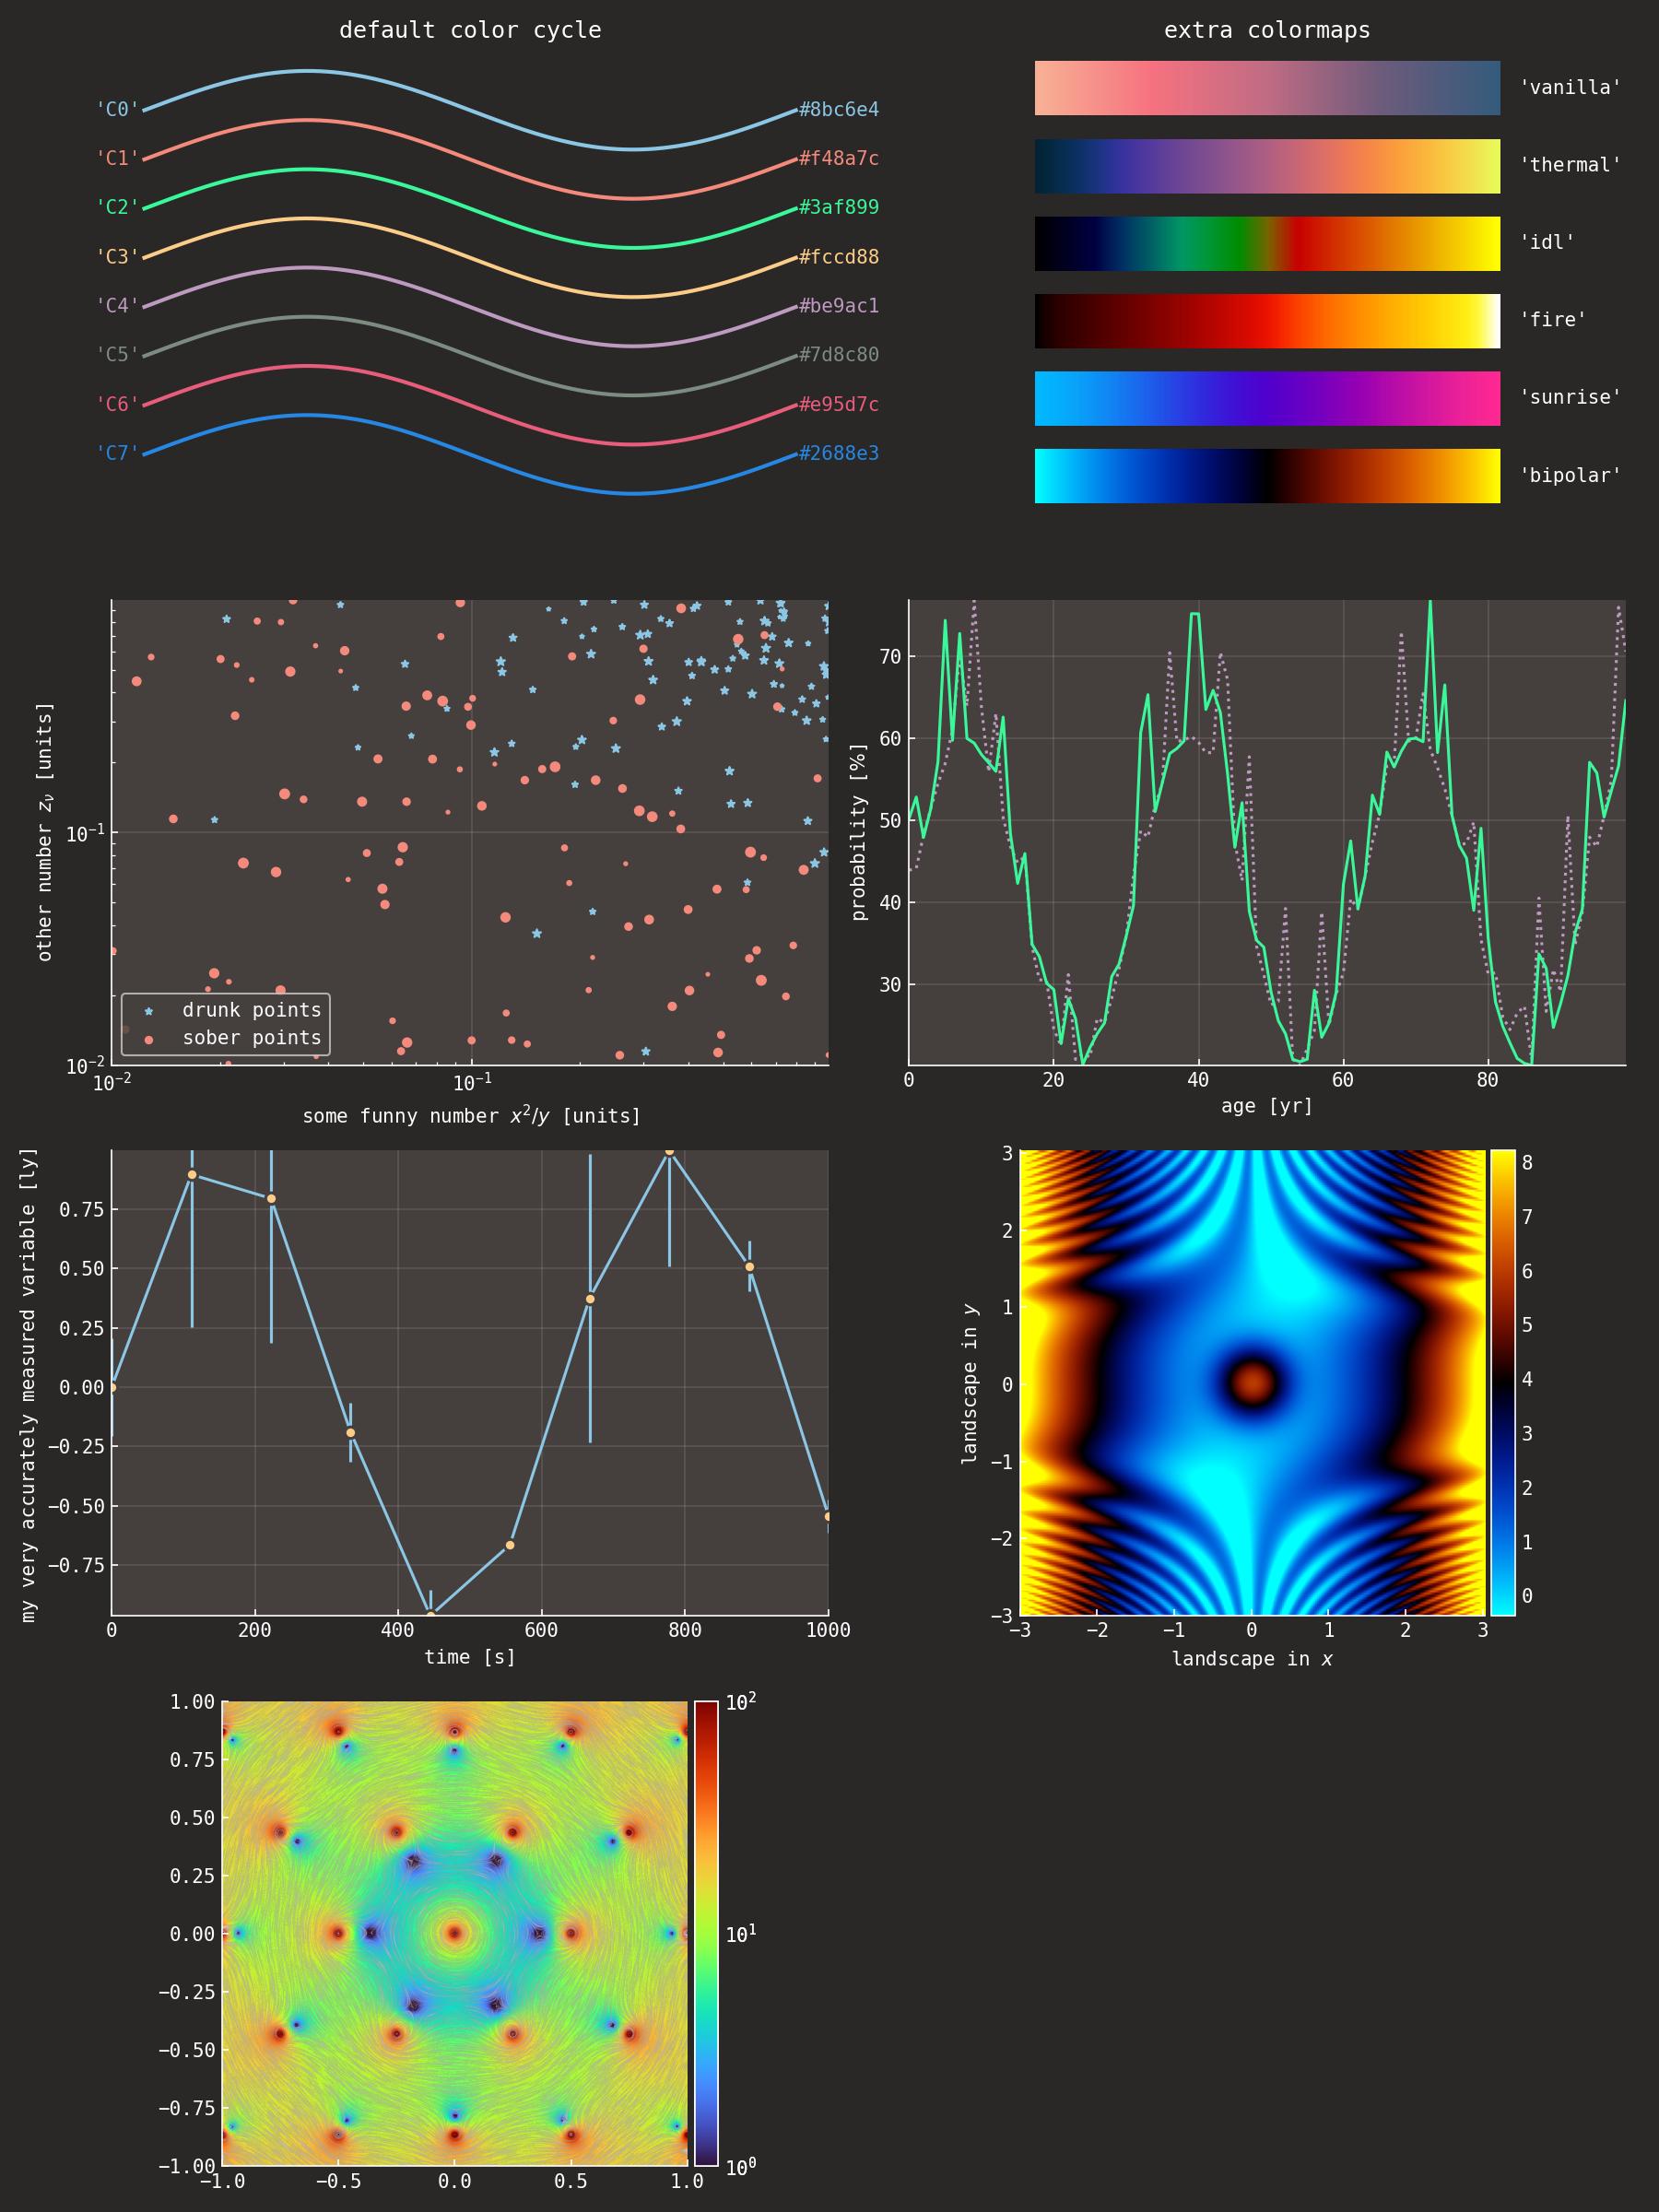 default color cycle
'C0' #8bc6e4
'C1' #f48a7c
'C2' #3af899
'C3' #fccd88
'C4' #be9ac1
'C5' #7d8c80
'C6' #e95d7c
'C7' #2688e3
extra colormaps
'vanilla'
'thermal'
'idl'
'fire'
'sunrise'
'bipolar'
other number z_ν [units]
10^−1
10^−2
drunk points
sober points
10^−2 10^−1
some funny number x^2/y [units]
probability [%]
70
60
50
40
30
0 20 40 60 80
age [yr]
my very accurately measured variable [ly]
0.75
0.50
0.25
0.00
−0.25
−0.50
−0.75
0 200 400 600 800 1000
time [s]
landscape in y
3
2
1
0
−1
−2
−3
−3 −2 −1 0 1 2 3
landscape in x
8
7
6
5
4
3
2
1
0
1.00
0.75
0.50
0.25
0.00
−0.25
−0.50
−0.75
−1.00
−1.0 −0.5 0.0 0.5 1.0
10^2
10^1
10^0